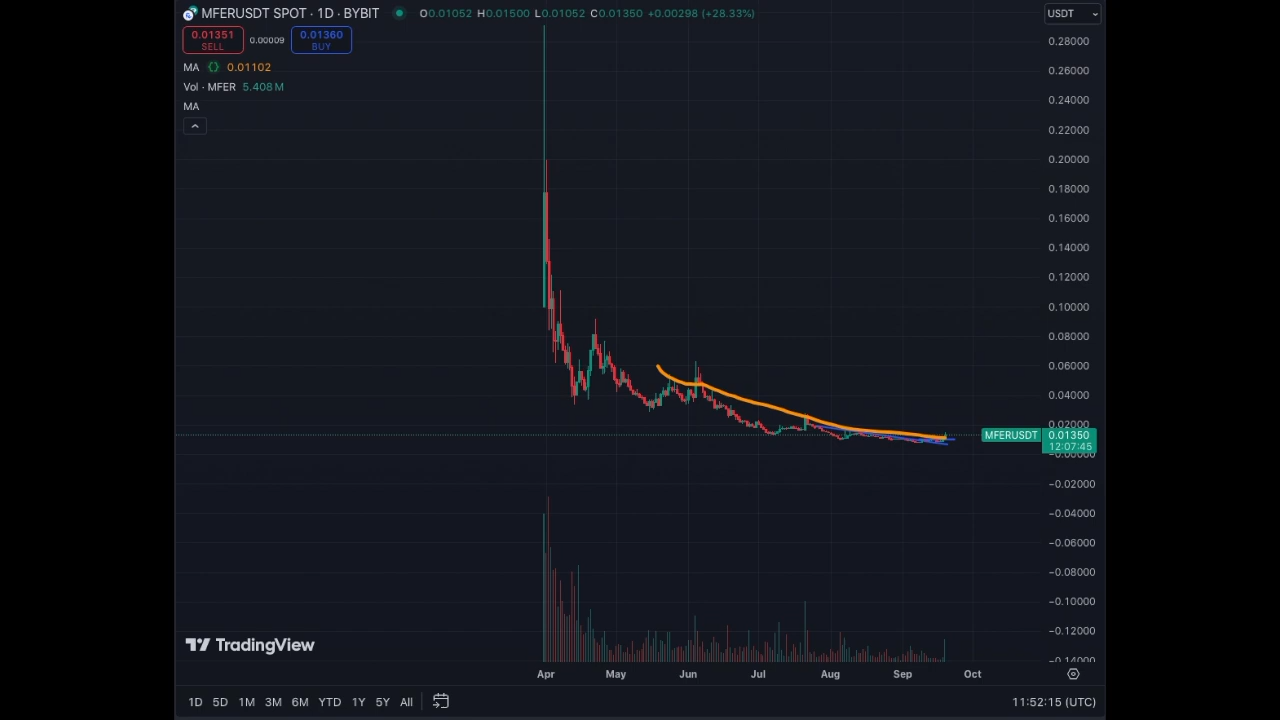 MFERUSDT SPOT · 1D · BYBIT O0.01052 H0.01500 L0.01052 C0.01350 +0.00298 (+28.33%)
USDT
0.01351 0.00009 0.01360
SELL BUY
MA 0.01102
Vol · MFER 5.408 M
MA
0.28000
0.26000
0.24000
0.22000
0.20000
0.18000
0.16000
0.14000
0.12000
0.10000
0.08000
0.06000
0.04000
0.02000
MFERUSDT 0.01350
12:07:45
−0.00000
−0.02000
−0.04000
−0.06000
−0.08000
−0.10000
−0.12000
−0.14000
TradingView
Apr May Jun Jul Aug Sep Oct
1D 5D 1M 3M 6M YTD 1Y 5Y All 11:52:15 (UTC)